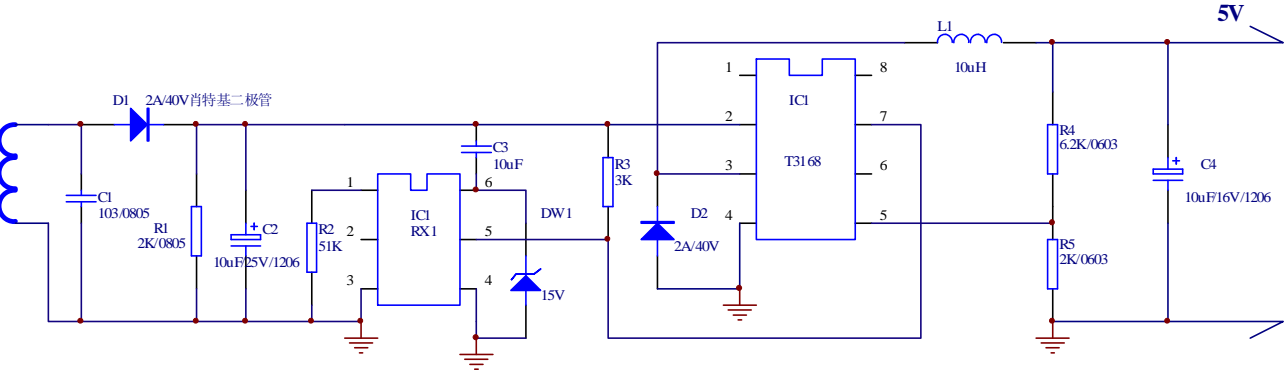 5V
L1
10uH
1
8
IC1
D1
2A/40V肖特基二极管
2
7
R4
6.2K/0603
C3
10uF
T3168
R3
3K
3
6
C4
10uF/16V/1206
1
6
C1
103/0805
IC1
RX1
DW1
D2
4
5
R1
2K/0805
C2
10uF/25V/1206
R2
51K
2
5
2A/40V
R5
2K/0603
3
4
15V